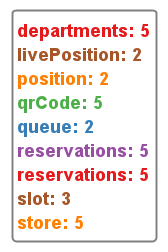 departments: 5
livePosition: 2
position: 2
qrCode: 5
queue: 2
reservations: 5
reservations: 5
slot: 3
store: 5